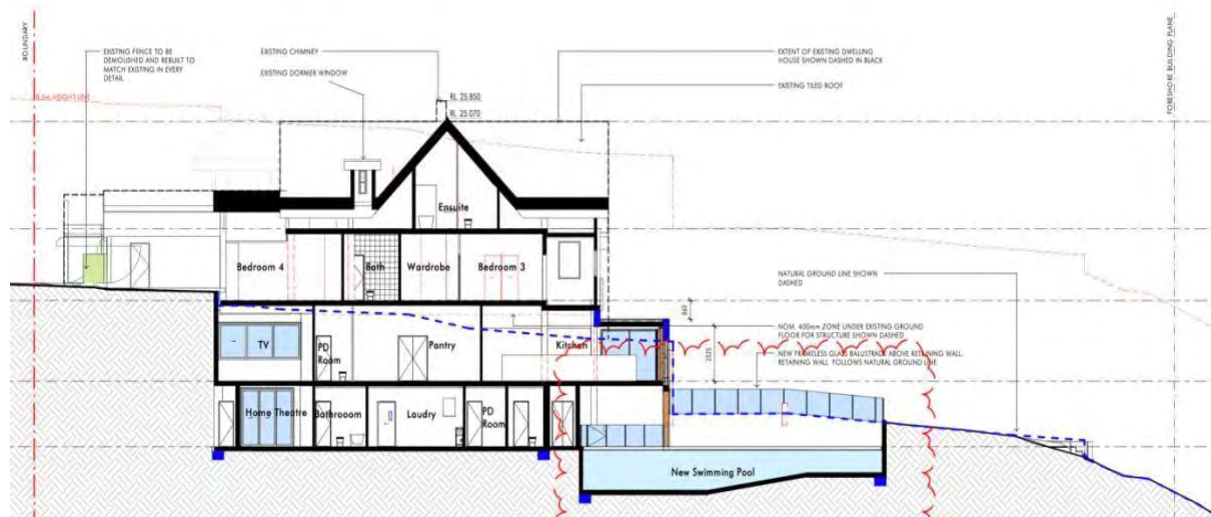 BOUNDARY
EXISTING FENCE TO BE
DEMOLISHED AND REBUILT TO
MATCH EXISTING IN EVERY
DETAIL
EXISTING CHIMNEY
EXISTING DORMER WINDOW
EXTENT OF EXISTING DWELLING
HOUSE SHOWN DASHED IN BLACK
EXISTING TILED ROOF
FORESHORE BUILDING PLANE
HEIGHT LINE
RL 25.850
RL 25.070
Ensuite
Bedroom 4
Bath
Wardrobe
Bedroom 3
NATURAL GROUND LINE SHOWN
DASHED
NOM. 400mm ZONE UNDER EXISTING GROUND
FLOOR FOR STRUCTURE SHOWN DASHED
NEW FRAMELESS GLASS BALUSTRADE ABOVE RETAINING WALL.
RETAINING WALL FOLLOWS NATURAL GROUND LINE
TV
PD
Room
Pantry
Kitchen
2525
Home Theatre
Bathrooom
Laudry
PD
Room
New Swimming Pool